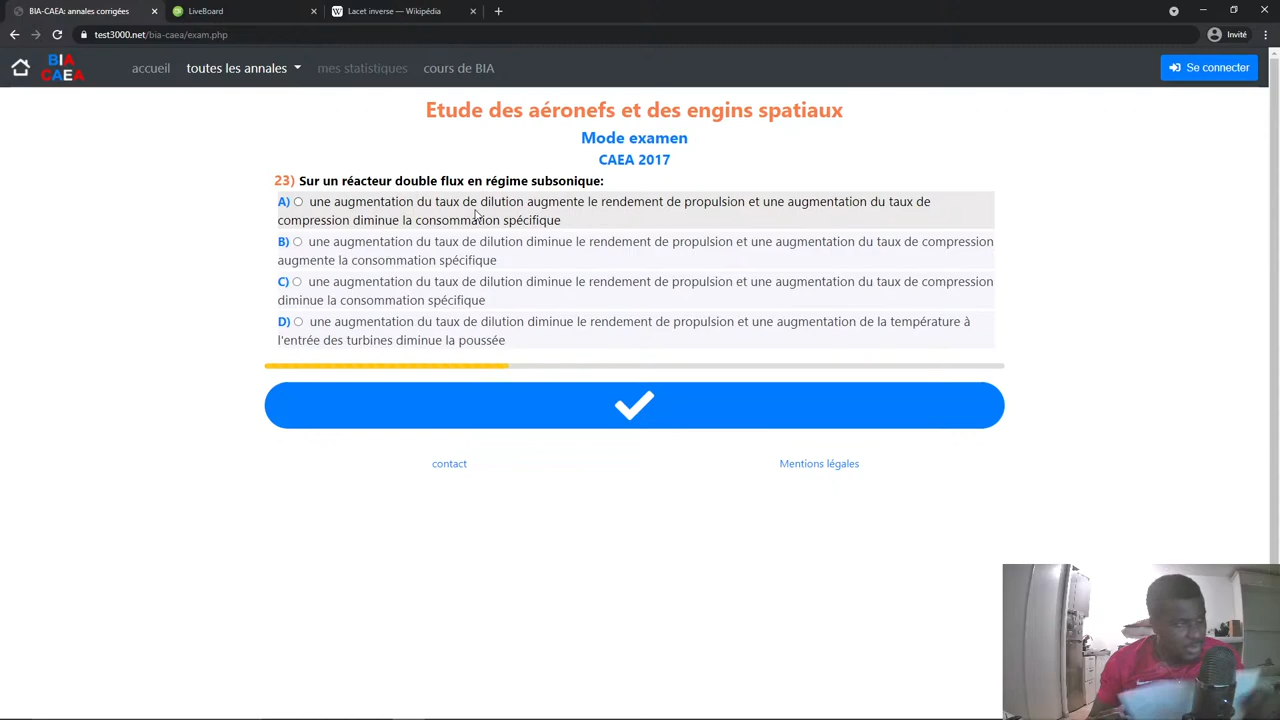 BIA-CAEA: annales corrigées
LiveBoard
W Lacet inverse — Wikipédia
test3000.net/bia-caea/exam.php
Invité
BIA
CAEA
accueil
toutes les annales
mes statistiques
cours de BIA
Se connecter
Etude des aéronefs et des engins spatiaux
Mode examen
CAEA 2017
23) Sur un réacteur double flux en régime subsonique:
A) une augmentation du taux de dilution augmente le rendement de propulsion et une augmentation du taux de
compression diminue la consommation spécifique
B) une augmentation du taux de dilution diminue le rendement de propulsion et une augmentation du taux de compression
augmente la consommation spécifique
C) une augmentation du taux de dilution diminue le rendement de propulsion et une augmentation du taux de compression
diminue la consommation spécifique
D) une augmentation du taux de dilution diminue le rendement de propulsion et une augmentation de la température à
l'entrée des turbines diminue la poussée
contact
Mentions légales